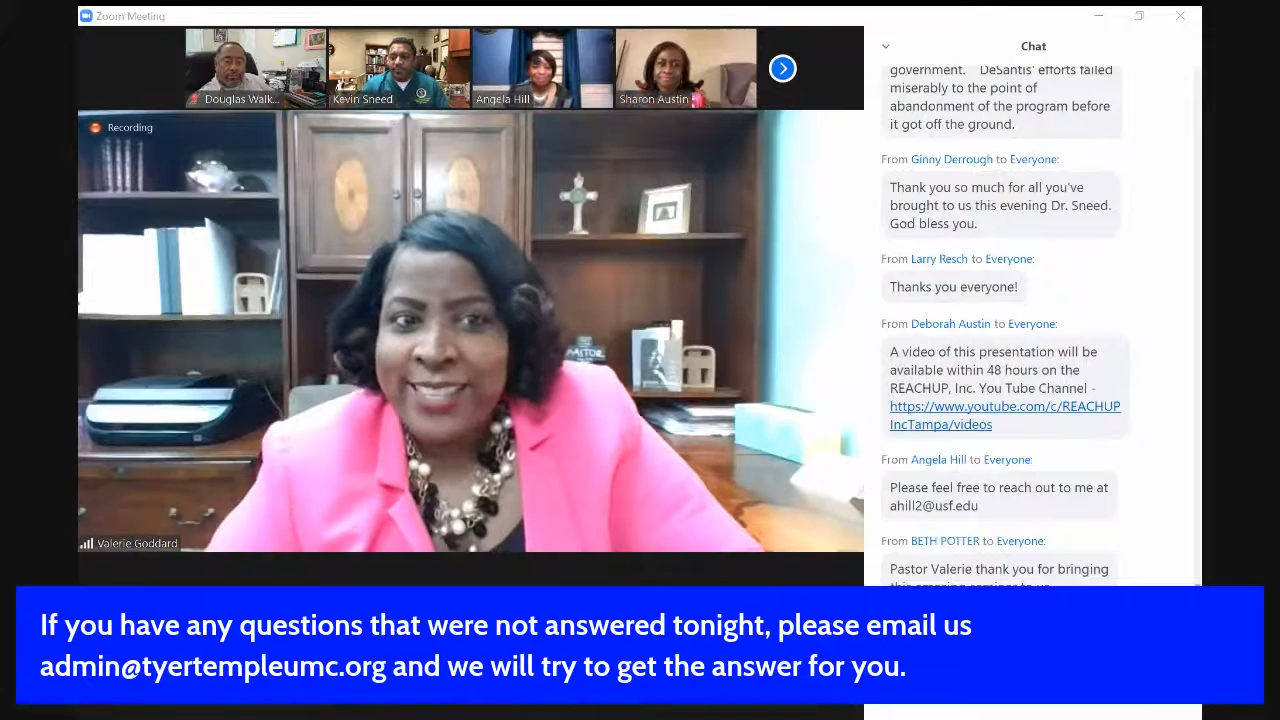 Zoom Meeting
Douglas Walk...
Kevin Sneed
Angela Hill
Sharon Austin
Recording
Valerie Goddard
Chat
government. DeSantis' efforts failed
miserably to the point of
abandonment of the program before
it got off the ground.
From Ginny Derrough to Everyone:
Thank you so much for all you've
brought to us this evening Dr. Sneed.
God bless you.
From Larry Resch to Everyone:
Thanks you everyone!
From Deborah Austin to Everyone:
A video of this presentation will be
available within 48 hours on the
REACHUP, Inc. You Tube Channel -
https://www.youtube.com/c/REACHUP
IncTampa/videos
From Angela Hill to Everyone:
Please feel free to reach out to me at
ahill2@usf.edu
From BETH POTTER to Everyone:
Pastor Valerie thank you for bringing
If you have any questions that were not answered tonight, please email us
admin@tyertempleumc.org and we will try to get the answer for you.